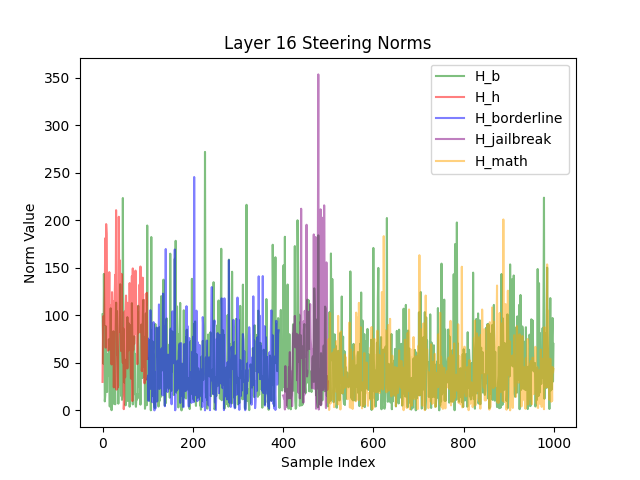 Layer 16 Steering Norms
H_b
H_h
H_borderline
H_jailbreak
H_math
Norm Value
350
300
250
200
150
100
50
0
0 200 400 600 800 1000
Sample Index